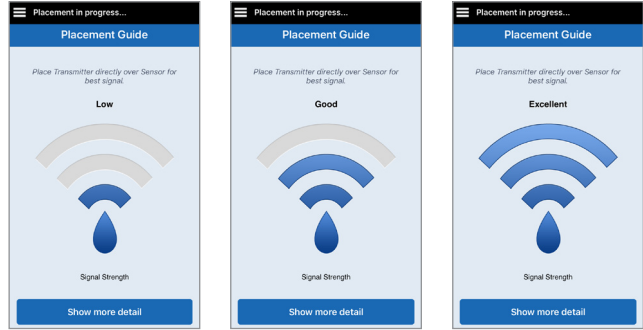 Placement in progress...
Placement Guide
Place Transmitter directly over Sensor for
best signal.
Low
Signal Strength
Show more detail
Placement in progress...
Placement Guide
Place Transmitter directly over Sensor for
best signal.
Good
Signal Strength
Show more detail
Placement in progress...
Placement Guide
Place Transmitter directly over Sensor for
best signal.
Excellent
Signal Strength
Show more detail